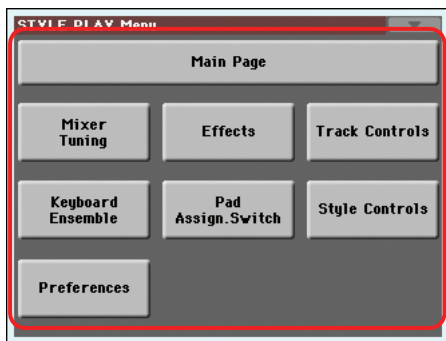 STYLE PLAY Menu
Main Page
Mixer
Tuning
Effects
Track Controls
Keyboard
Ensemble
Pad
Assign.Switch
Style Controls
Preferences